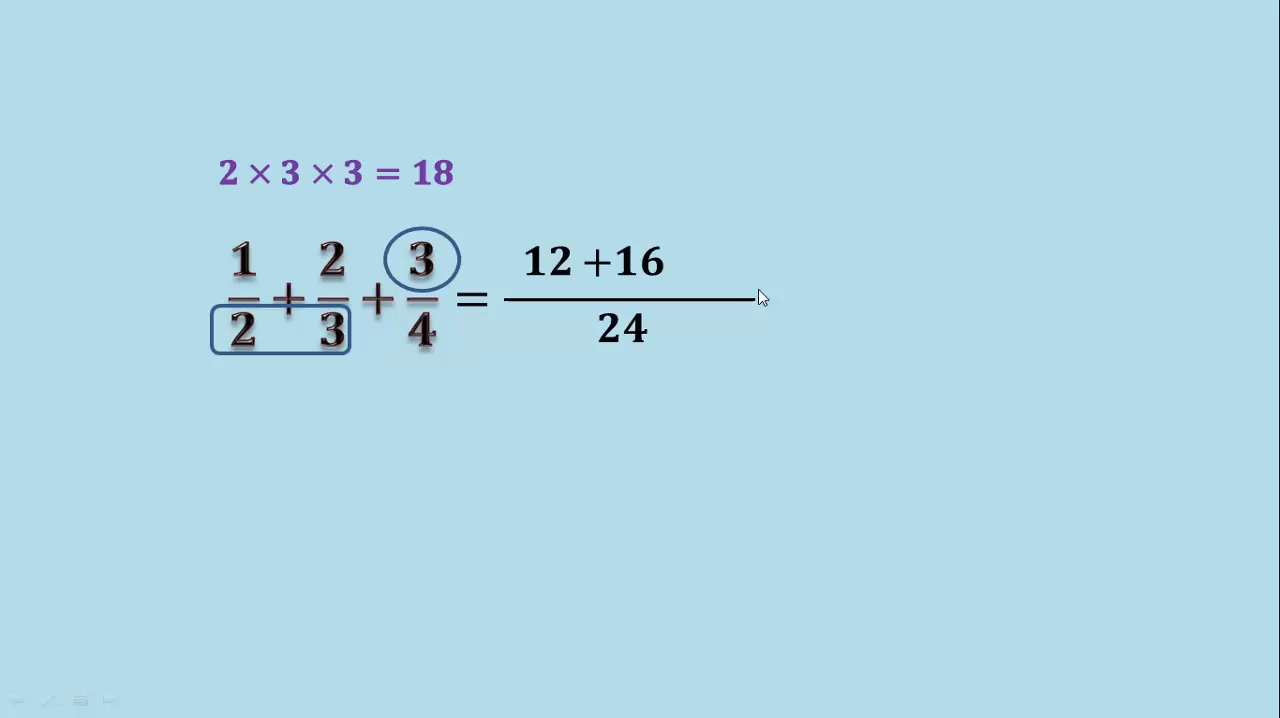 2 × 3 × 3 = 18
1/2 + 2/3 + 3/4 = 12 +16/24